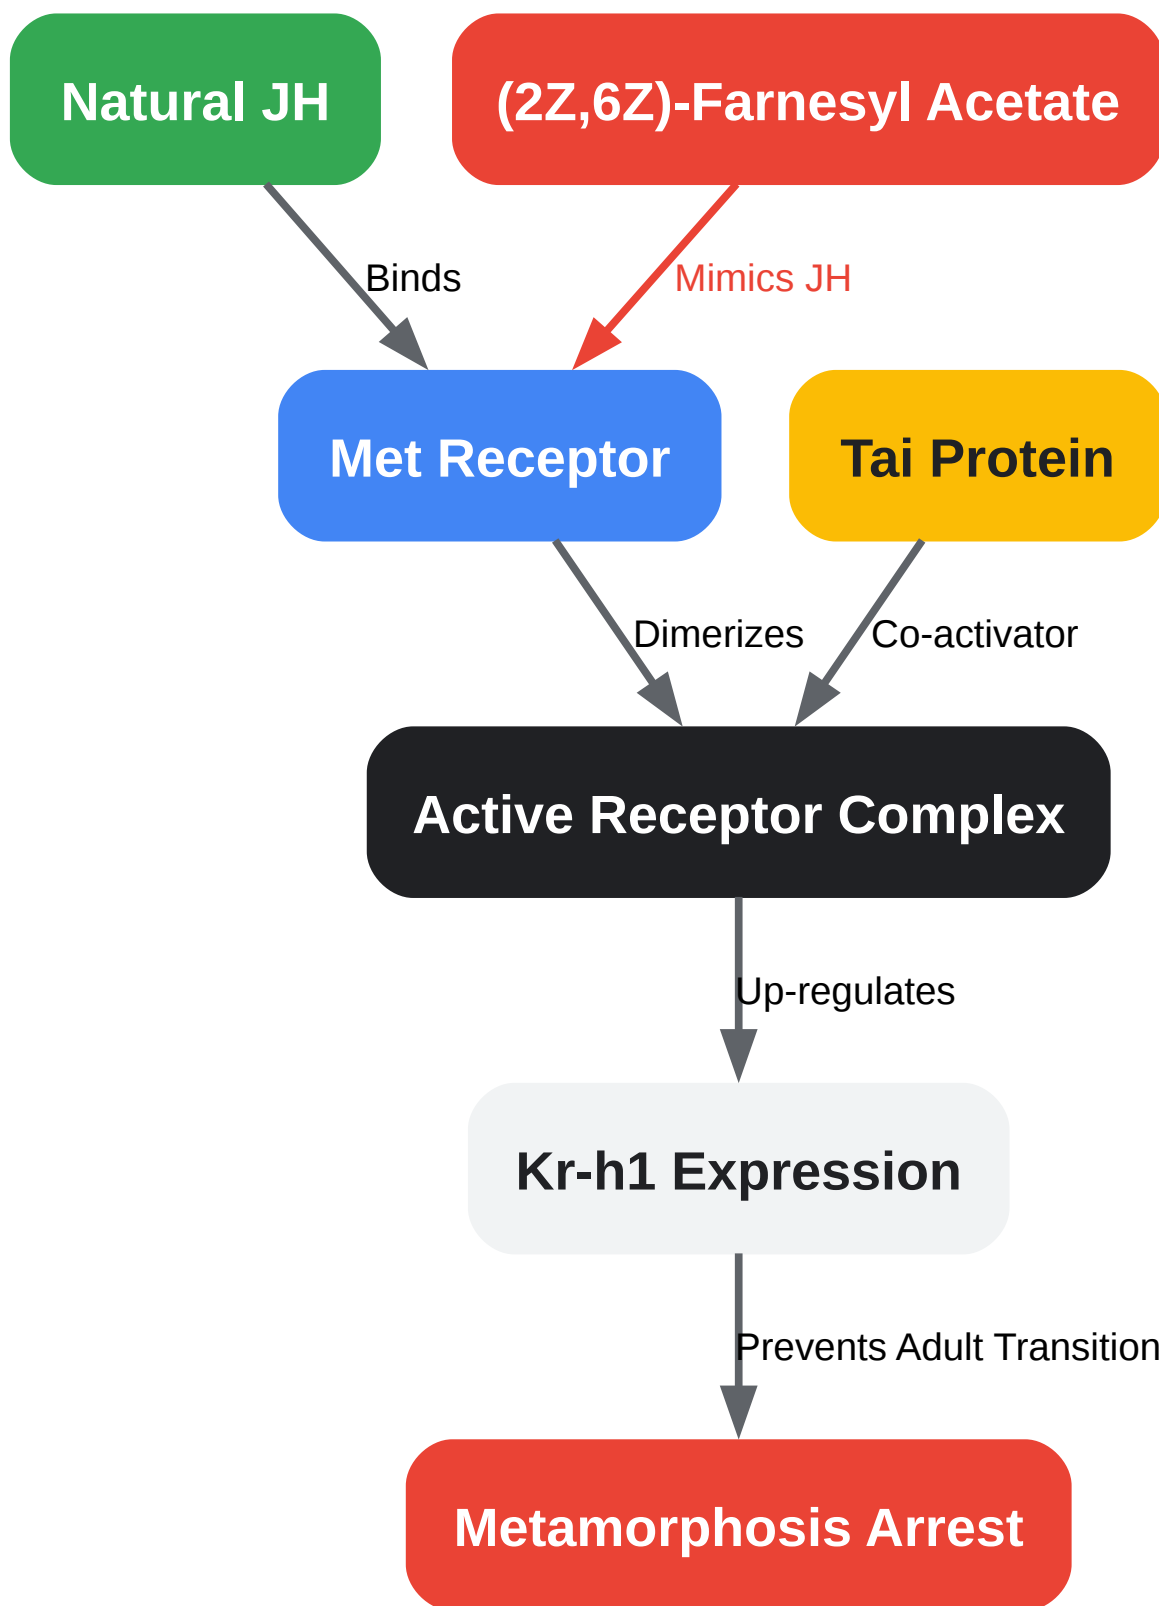 Natural JH
(2Z,6Z)-Farnesyl Acetate
Binds
Mimics JH
Met Receptor
Tai Protein
Dimerizes
Co-activator
Active Receptor Complex
Up-regulates
Kr-h1 Expression
Prevents Adult Transition
Metamorphosis Arrest